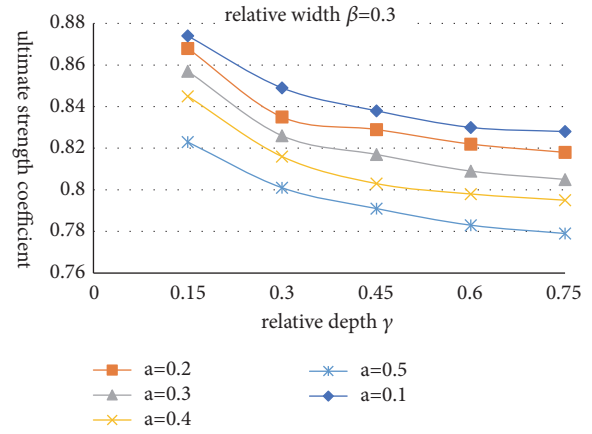 relative width β=0.3
ultimate strength coefficient
0.88
0.86
0.84
0.82
0.8
0.78
0.76
0 0.15 0.3 0.45 0.6 0.75
relative depth γ
a=0.2 a=0.5
a=0.3 a=0.1
a=0.4